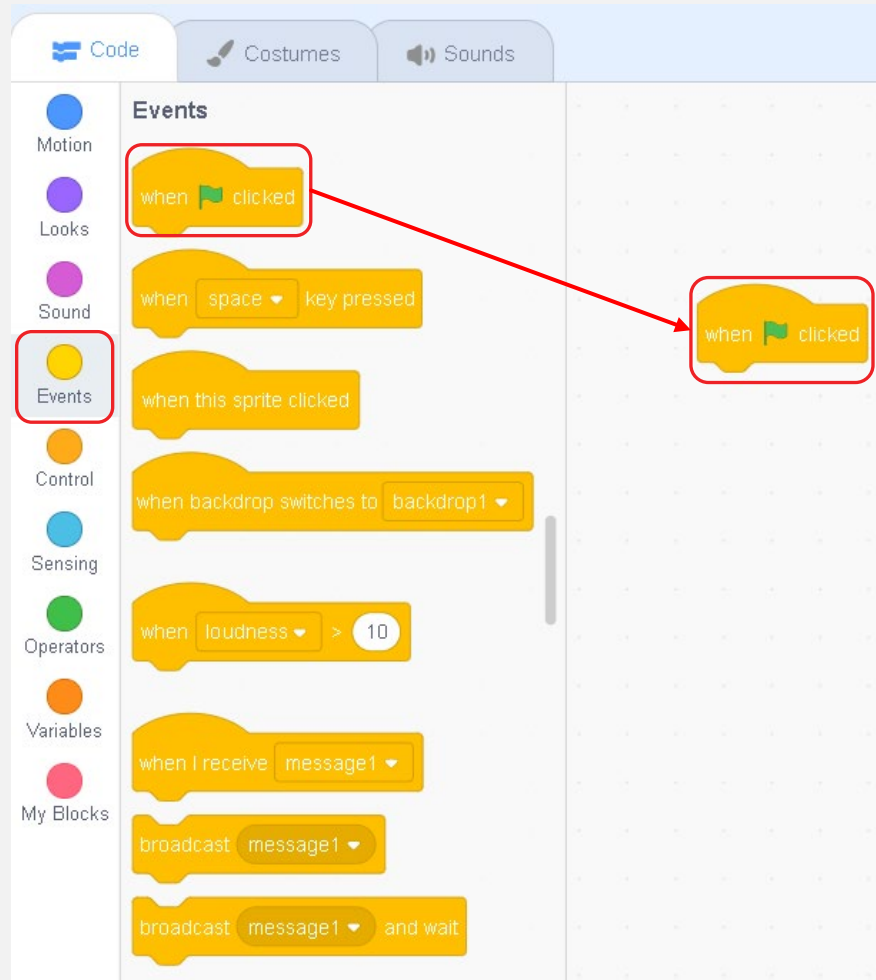 Code
Costumes
Sounds
Motion
Looks
Sound
Events
Control
Sensing
Operators
Variables
My Blocks
Events
when clicked
when space key pressed
when this sprite clicked
when backdrop switches to backdrop1
when loudness > 10
when I receive message1
broadcast message1
broadcast message1 and wait
when clicked